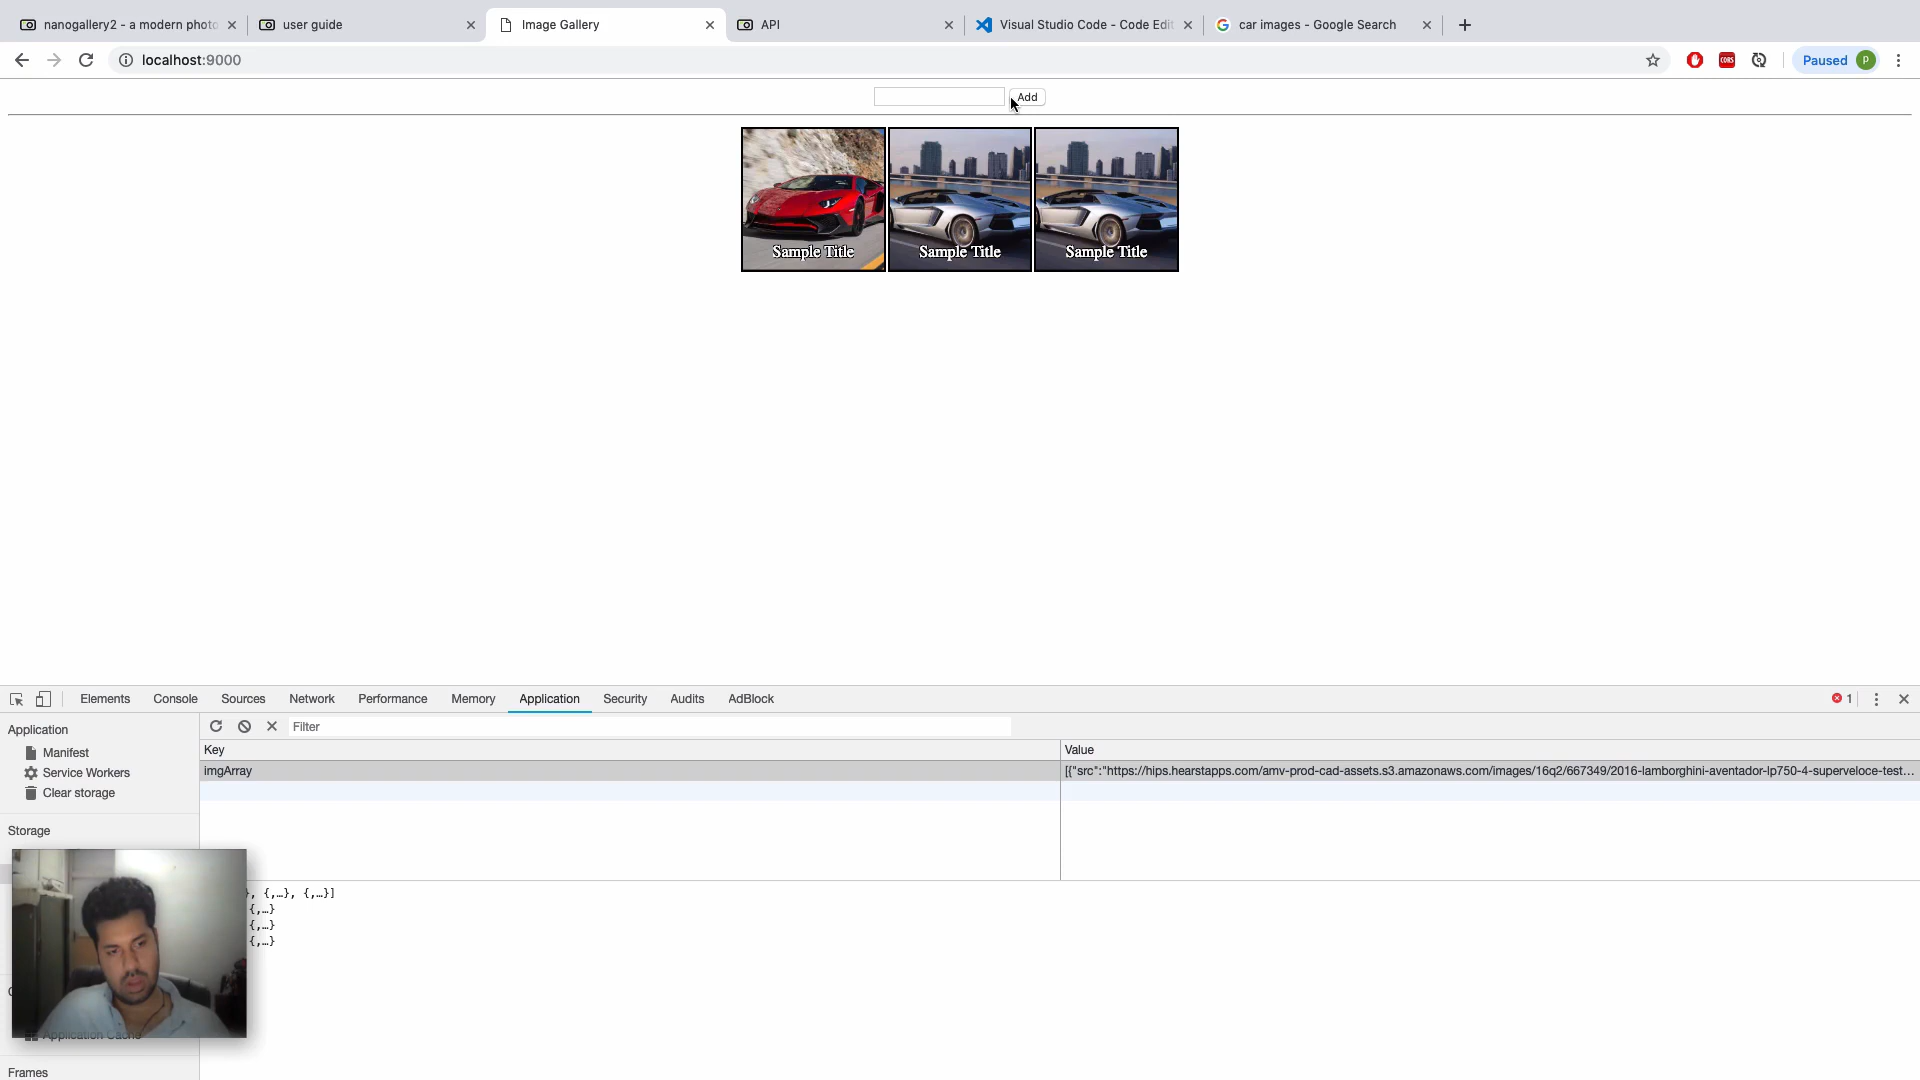 nanogallery2 - a modern photo
user guide
Image Gallery
API
Visual Studio Code - Code Edit
car images - Google Search
localhost:9000
CORS
Paused
P
Add
Sample Title
Sample Title
Sample Title
Elements
Console
Sources
Network
Performance
Memory
Application
Security
Audits
AdBlock
1
Application
Manifest
Service Workers
Clear storage
Storage
Application Cache
Frames
Filter
Key
Value
imgArray
[{"src":"https://hips.hearstapps.com/amv-prod-cad-assets.s3.amazonaws.com/images/16q2/667349/2016-lamborghini-aventador-lp750-4-superveloce-test…
}, {,…}, {,…}]
{,…}
{,…}
{,…}